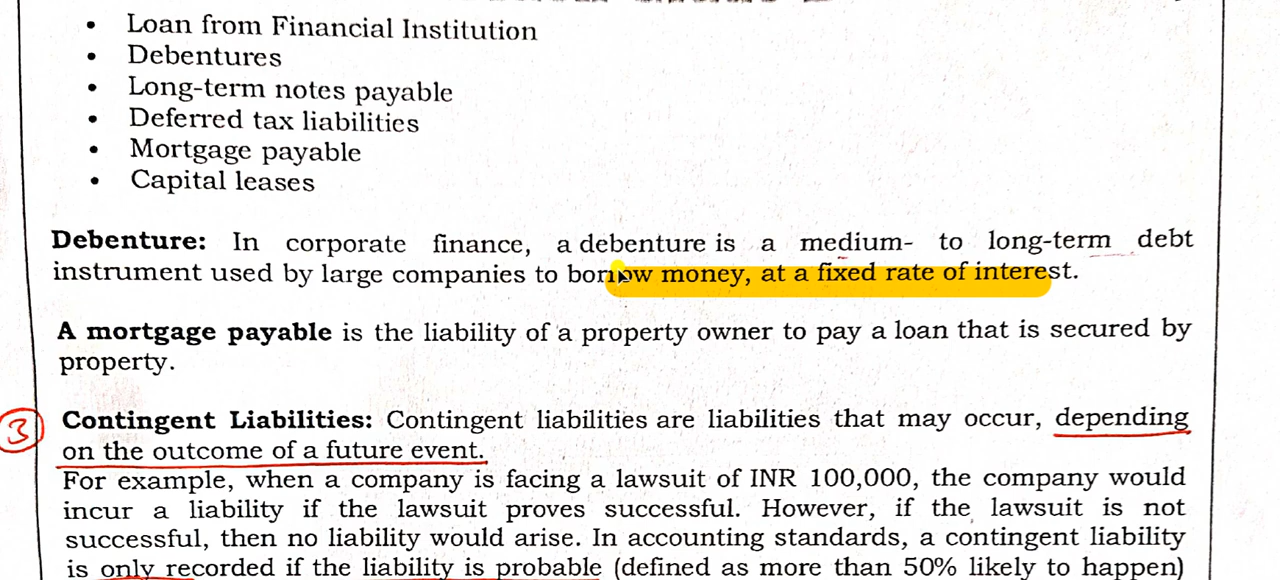 • Loan from Financial Institution
• Debentures
• Long-term notes payable
• Deferred tax liabilities
• Mortgage payable
• Capital leases
Debenture: In corporate finance, a debenture is a medium- to long-term debt
instrument used by large companies to borrow money, at a fixed rate of interest.
A mortgage payable is the liability of a property owner to pay a loan that is secured by
property.
3 Contingent Liabilities: Contingent liabilities are liabilities that may occur, depending
on the outcome of a future event.
For example, when a company is facing a lawsuit of INR 100,000, the company would
incur a liability if the lawsuit proves successful. However, if the lawsuit is not
successful, then no liability would arise. In accounting standards, a contingent liability
is only recorded if the liability is probable (defined as more than 50% likely to happen)